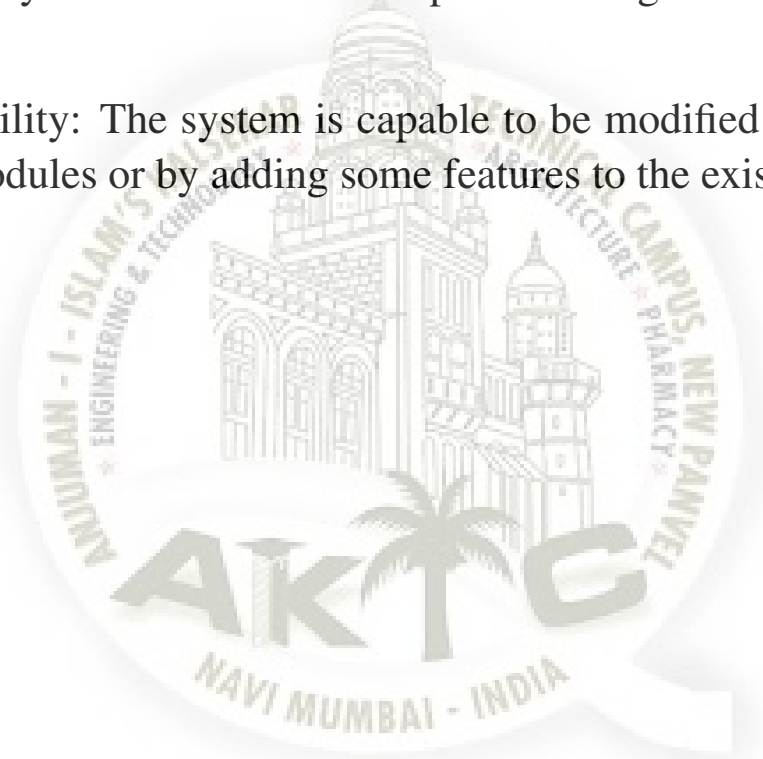 ility: The system is capable to be modified
odules or by adding some features to the exis
ANJUMAN - I - ISLAM'S KALSEKAR TECHNICAL CAMPUS, NEW PANVEL
ENGINEERING & TECHNOLOGY * ARCHITECTURE * PHARMACY
AKTC
NAVI MUMBAI - INDIA